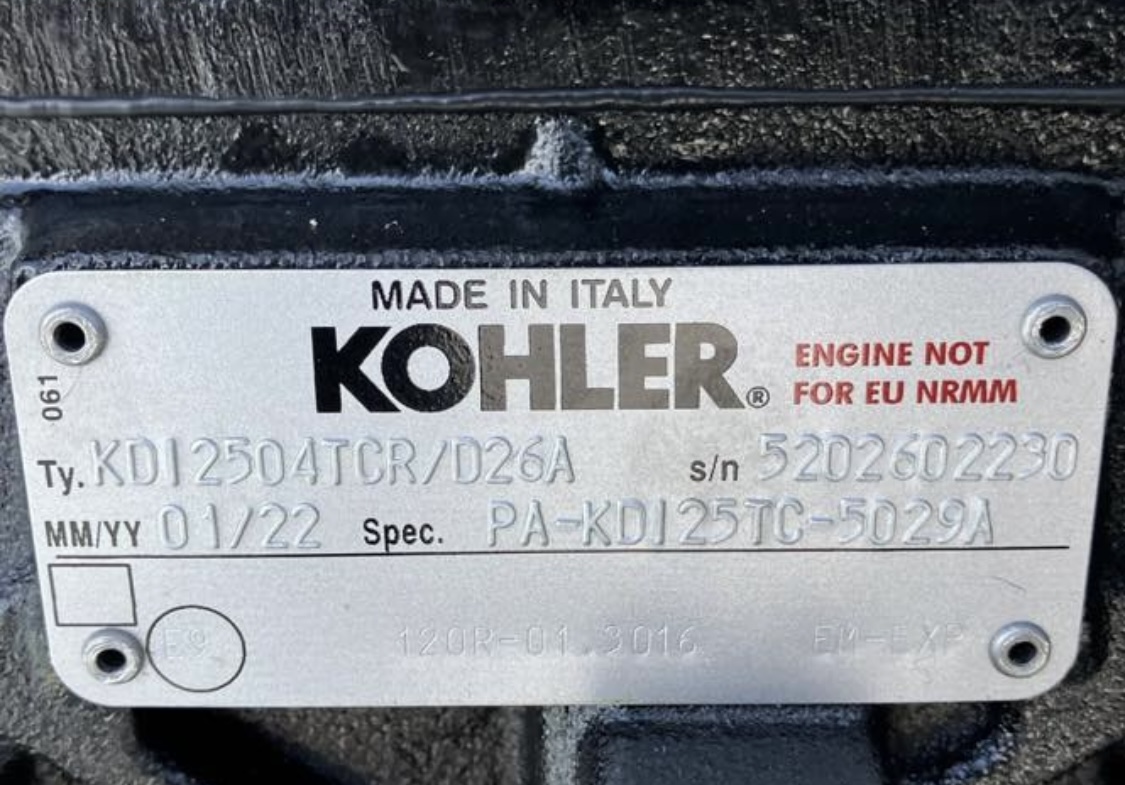 MADE IN ITALY
KOHLER®
ENGINE NOT
FOR EU NRMM
061
Ty. KDI2504TCR/D26A s/n 5202602230
MM/YY 01/22 Spec. PA-KDI25TC-5029A
E9 120R-01.3016 EM-EXP